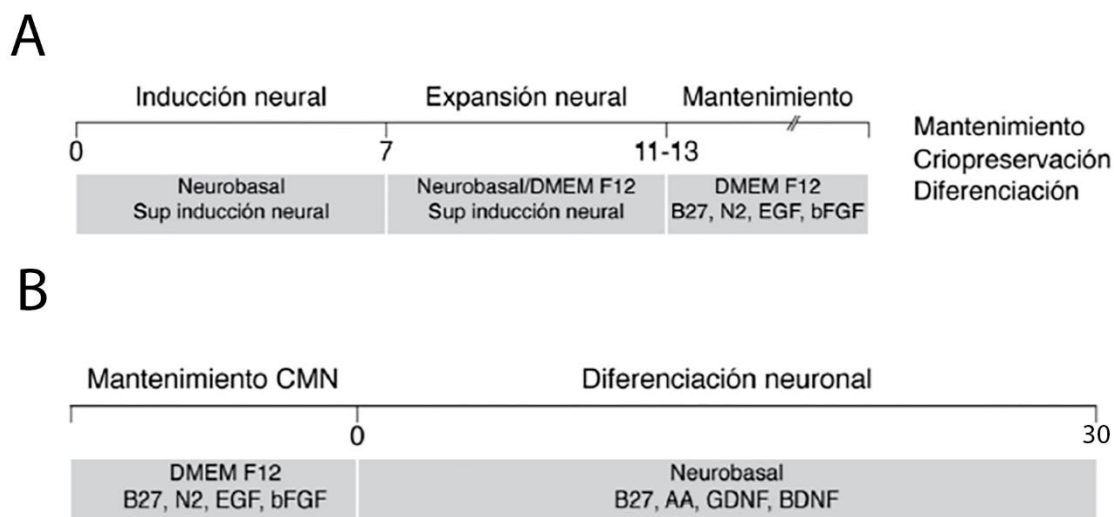 A
Inducción neural
Expansión neural
Mantenimiento
0
7
11-13
Neurobasal
Sup inducción neural
Neurobasal/DMEM F12
Sup inducción neural
DMEM F12
B27, N2, EGF, bFGF
Mantenimiento
Criopreservación
Diferenciación
B
Mantenimiento CMN
Diferenciación neuronal
0
30
DMEM F12
B27, N2, EGF, bFGF
Neurobasal
B27, AA, GDNF, BDNF